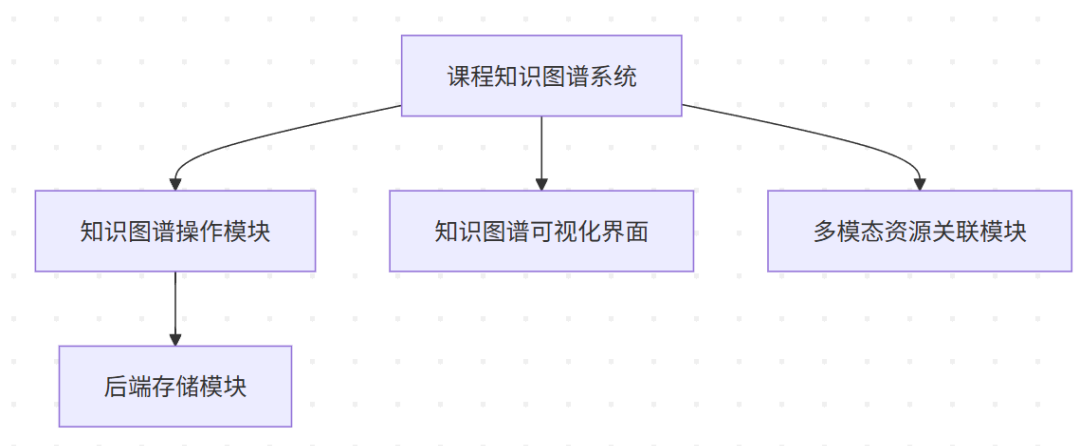 课程知识图谱系统
知识图谱操作模块
知识图谱可视化界面
多模态资源关联模块
后端存储模块